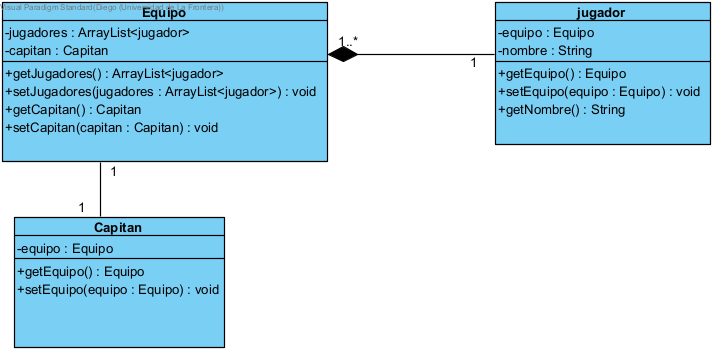 Visual Paradigm Standard(Diego (Universidad de La Frontera))
Equipo
-jugadores : ArrayList<jugador>
-capitan : Capitan
+getJugadores() : ArrayList<jugador>
+setJugadores(jugadores : ArrayList<jugador>) : void
+getCapitan() : Capitan
+setCapitan(capitan : Capitan) : void
1..*
1
jugador
-equipo : Equipo
-nombre : String
+getEquipo() : Equipo
+setEquipo(equipo : Equipo) : void
+getNombre() : String
1
1
Capitan
-equipo : Equipo
+getEquipo() : Equipo
+setEquipo(equipo : Equipo) : void